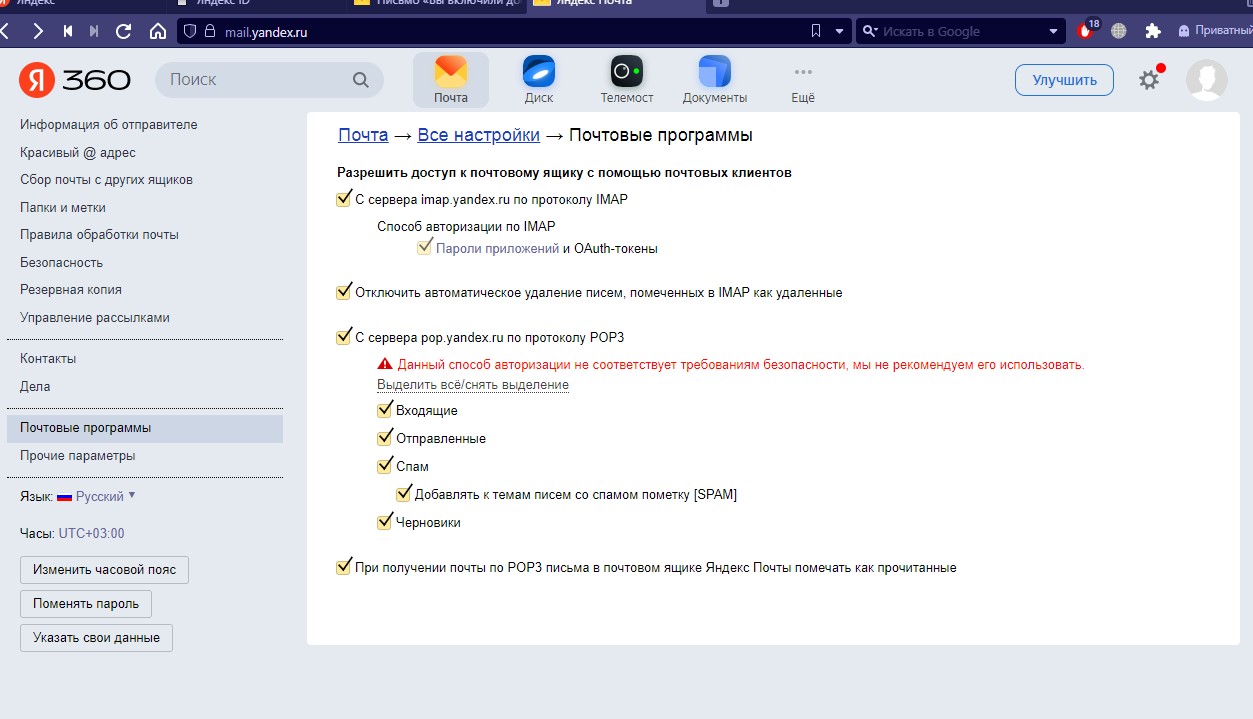 Яндекс
Яндекс ID
Яндекс Почта
mail.yandex.ru
Искать в Google
18
Приватный
Я 360
Поиск
Почта
Диск
Телемост
Документы
Ещё
Улучшить
Информация об отправителе
Красивый @ адрес
Сбор почты с других ящиков
Папки и метки
Правила обработки почты
Безопасность
Резервная копия
Управление рассылками
Контакты
Дела
Почтовые программы
Прочие параметры
Язык: Русский
Часы: UTC+03:00
Изменить часовой пояс
Поменять пароль
Указать свои данные
Почта → Все настройки → Почтовые программы
Разрешить доступ к почтовому ящику с помощью почтовых клиентов
С сервера imap.yandex.ru по протоколу IMAP
Способ авторизации по IMAP
Пароли приложений и OAuth-токены
Отключить автоматическое удаление писем, помеченных в IMAP как удаленные
С сервера pop.yandex.ru по протоколу POP3
Данный способ авторизации не соответствует требованиям безопасности, мы не рекомендуем его использовать.
Выделить всё/снять выделение
Входящие
Отправленные
Спам
Добавлять к темам писем со спамом пометку [SPAM]
Черновики
При получении почты по POP3 письма в почтовом ящике Яндекс Почты помечать как прочитанные